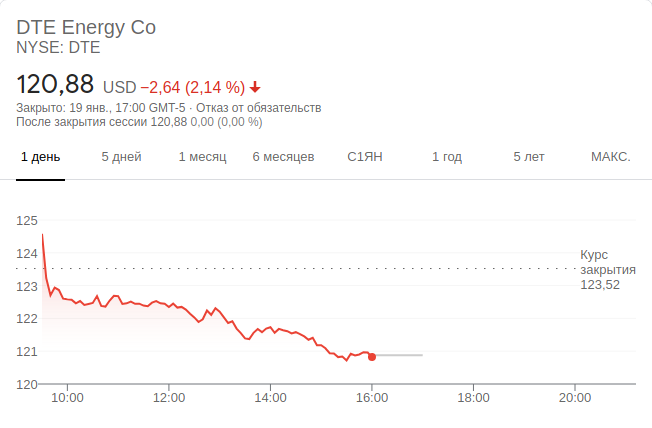 DTE Energy Co
NYSE: DTE
120,88 USD −2,64 (2,14 %)
Закрыто: 19 янв., 17:00 GMT-5 · Отказ от обязательств
После закрытия сессии 120,88 0,00 (0,00 %)
1 день 5 дней 1 месяц 6 месяцев С1ЯН 1 год 5 лет МАКС.
125
124
123
122
121
120
Курс
закрытия
123,52
10:00 12:00 14:00 16:00 18:00 20:00